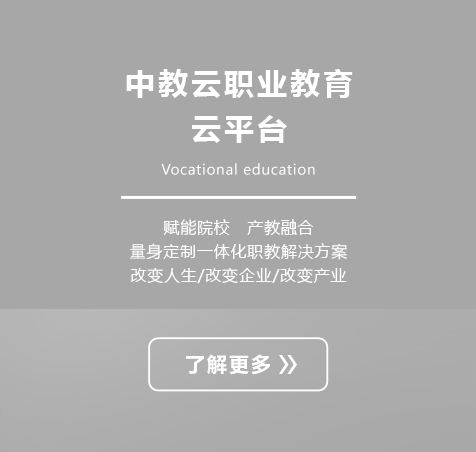 中教云职业教育
云平台
Vocational education
赋能院校 产教融合
量身定制一体化职教解决方案
改变人生/改变企业/改变产业
了解更多 》